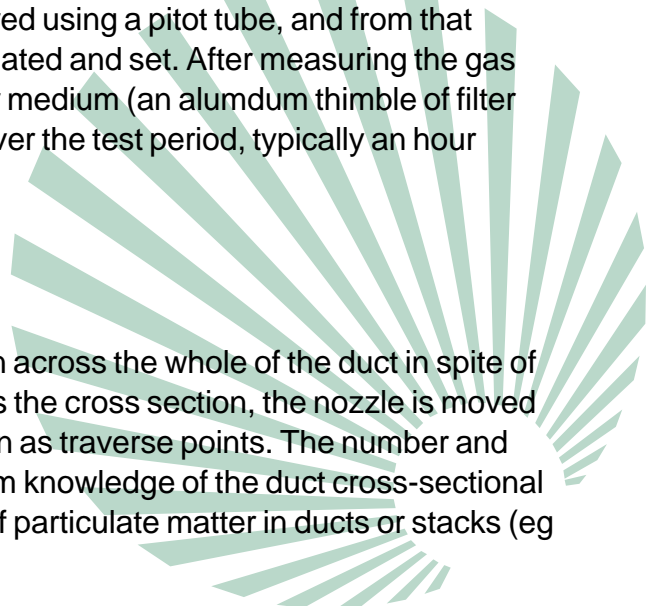 ed using a pitot tube, and from that
ated and set. After measuring the gas
medium (an alumdum thimble of filter
ver the test period, typically an hour
across the whole of the duct in spite of
s the cross section, the nozzle is moved
n as traverse points. The number and
m knowledge of the duct cross-sectional
f particulate matter in ducts or stacks (eg